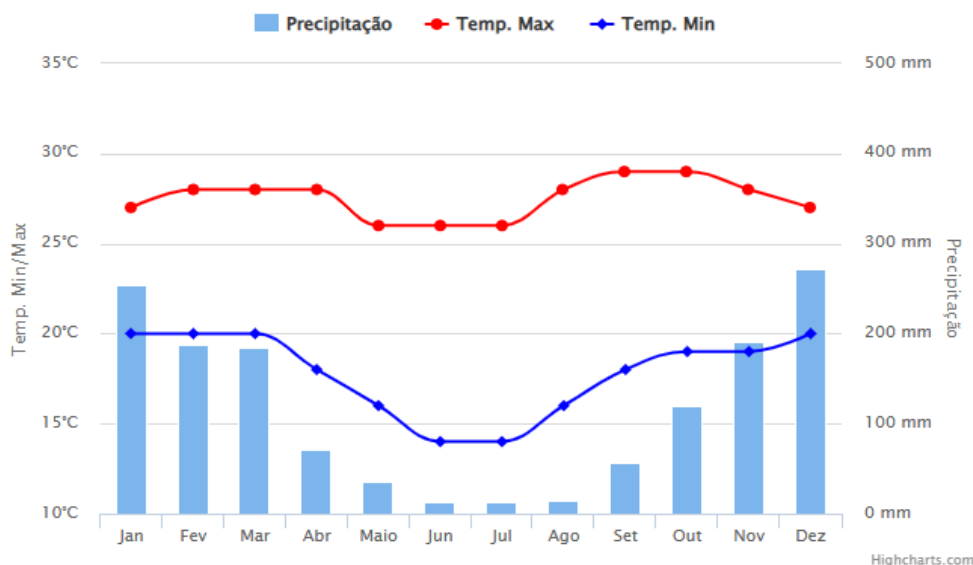 Precipitação Temp. Max Temp. Min
35°C 500 mm
30°C 400 mm
25°C 300 mm
20°C 200 mm
15°C 100 mm
10°C 0 mm
Temp. Min/Max
Precipitação
Jan Fev Mar Abr Maio Jun Jul Ago Set Out Nov Dez
Highcharts.com